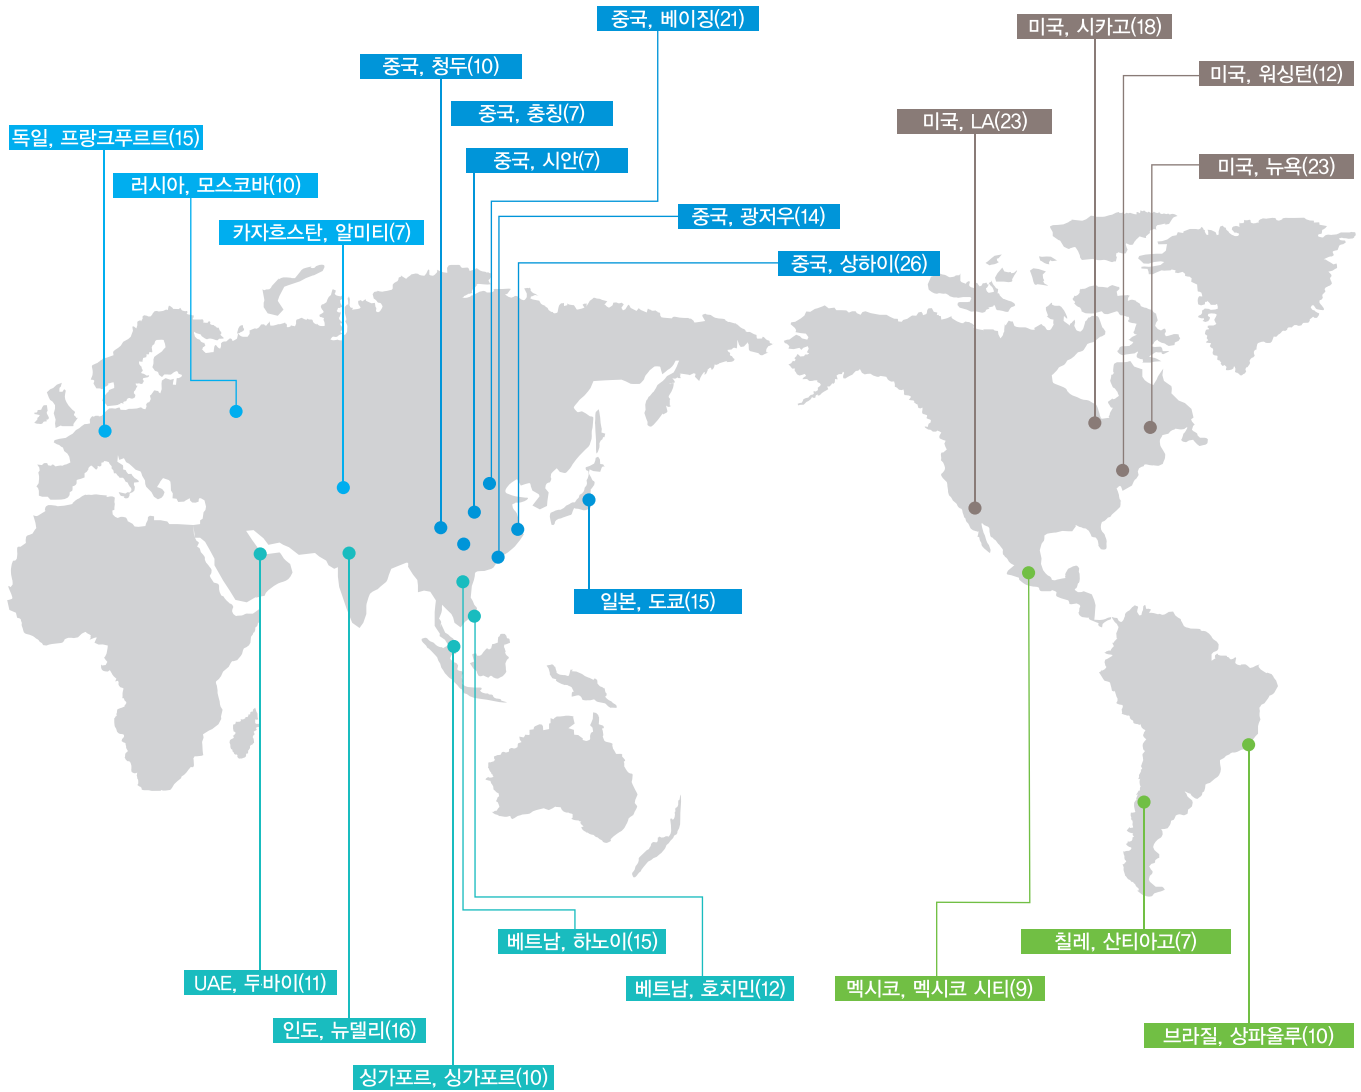 중국, 베이징(21)
미국, 시카고(18)
중국, 청두(10)
미국, 워싱턴(12)
중국, 충칭(7)
미국, LA(23)
독일, 프랑크푸르트(15)
중국, 시안(7)
미국, 뉴욕(23)
러시아, 모스코바(10)
중국, 광저우(14)
카자흐스탄, 알미티(7)
중국, 상하이(26)
일본, 도쿄(15)
베트남, 하노이(15)
칠레, 산티아고(7)
UAE, 두바이(11)
베트남, 호치민(12)
멕시코, 멕시코 시티(9)
인도, 뉴델리(16)
브라질, 상파울루(10)
싱가포르, 싱가포르(10)